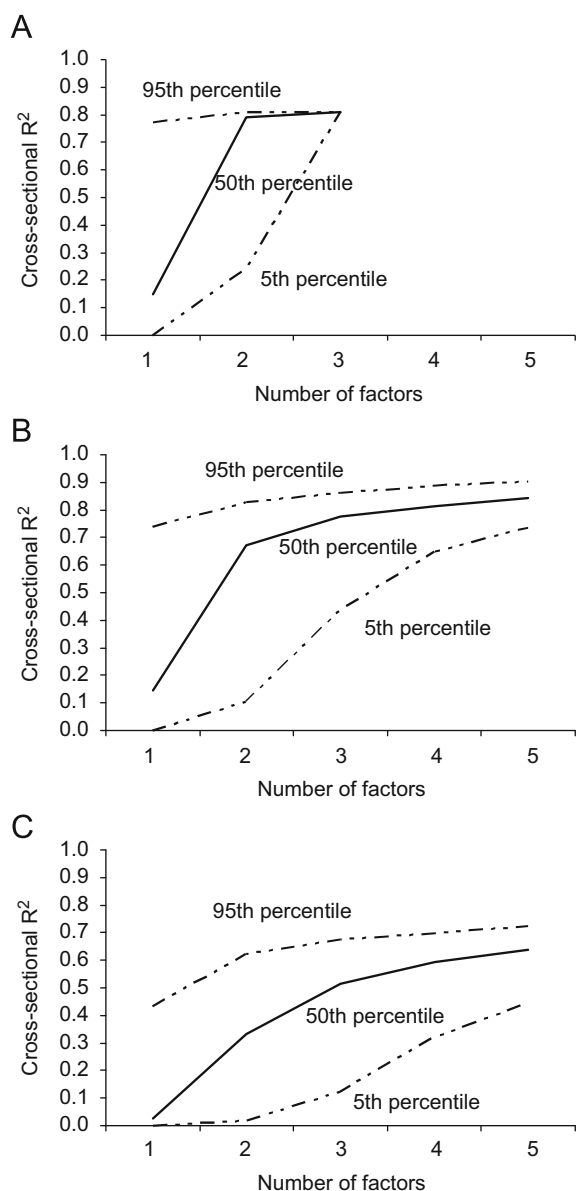 A
1.0
0.9
0.8
0.7
0.6
0.5
0.4
0.3
0.2
0.1
0.0
Cross-sectional R²
95th percentile
50th percentile
5th percentile
1 2 3 4 5
Number of factors
B
1.0
0.9
0.8
0.7
0.6
0.5
0.4
0.3
0.2
0.1
0.0
Cross-sectional R²
95th percentile
50th percentile
5th percentile
1 2 3 4 5
Number of factors
C
1.0
0.9
0.8
0.7
0.6
0.5
0.4
0.3
0.2
0.1
0.0
Cross-sectional R²
95th percentile
50th percentile
5th percentile
1 2 3 4 5
Number of factors